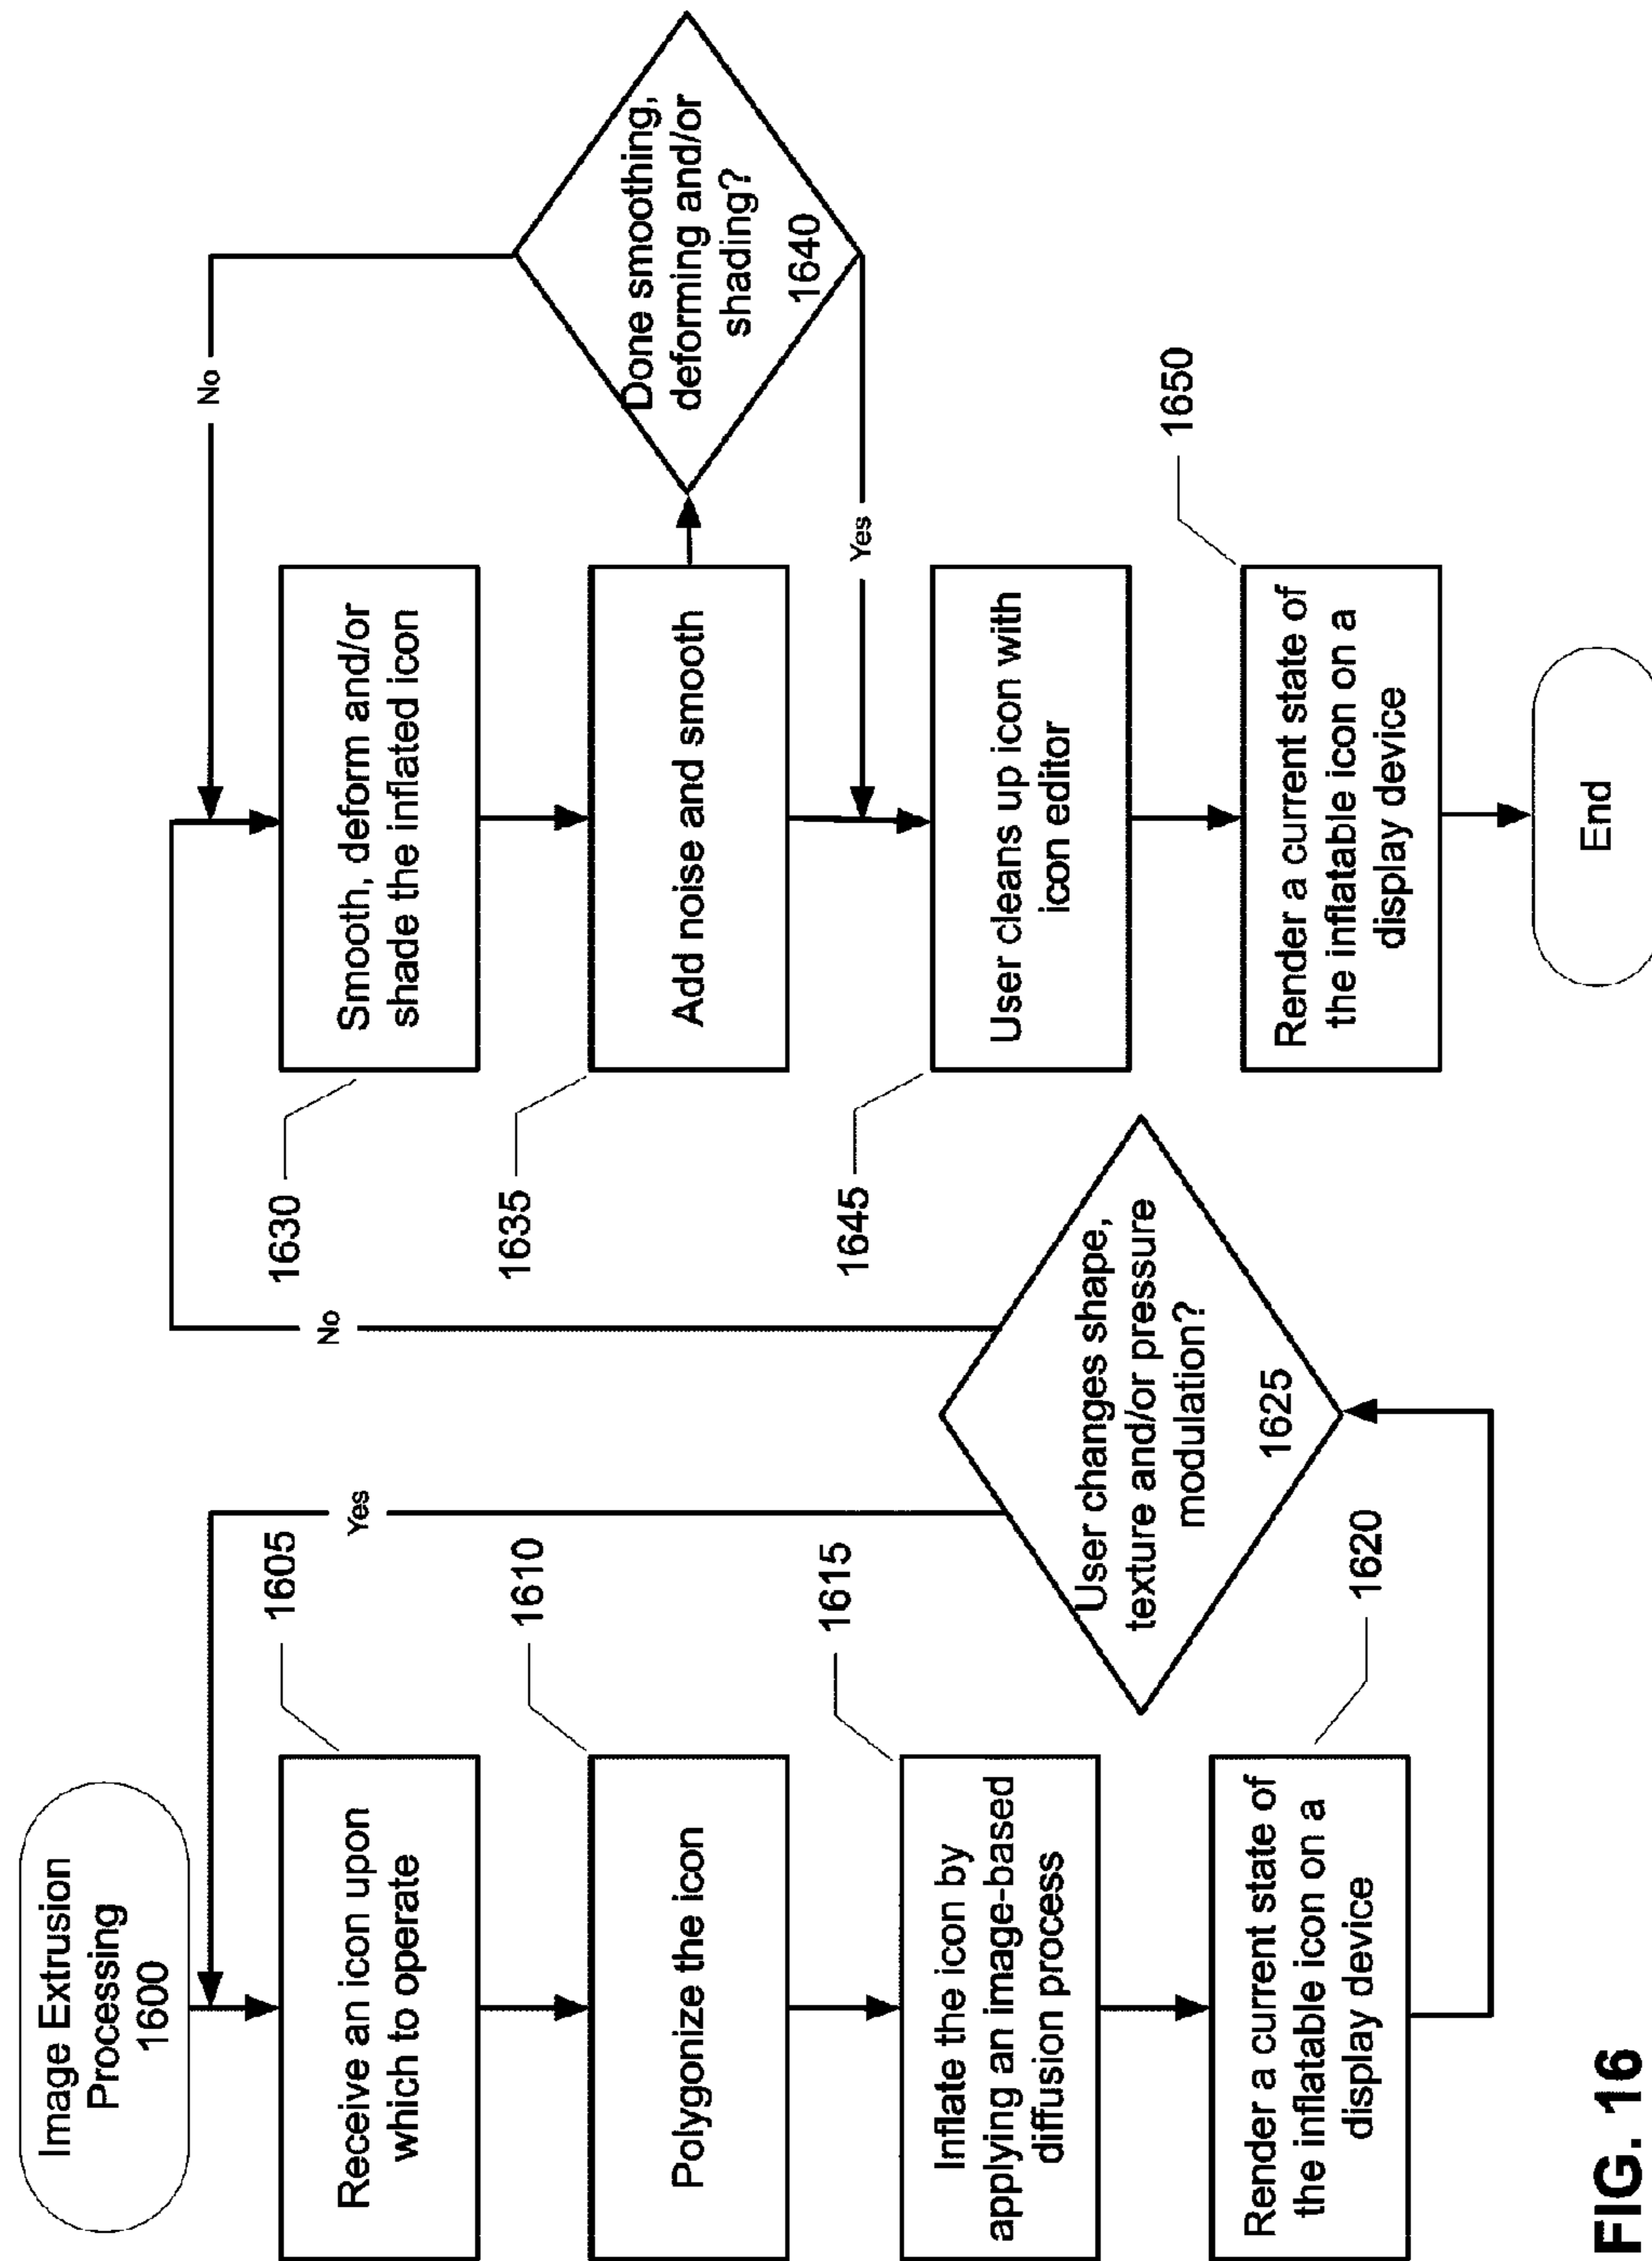 Image Extrusion
Processing
1600
Yes
1605
Receive an icon upon
which to operate
1610
Polygonize the icon
1615
Inflate the icon by
applying an image-based
diffusion process
1620
Render a current state of
the inflatable icon on a
display device
User changes shape,
texture and/or pressure
modulation?
1625
No
No
1630
Smooth, deform and/or
shade the inflated icon
1635
Add noise and smooth
Done smoothing,
deforming and/or
shading?
1640
Yes
1645
User cleans up icon with
icon editor
1650
Render a current state of
the inflatable icon on a
display device
End
FIG. 16